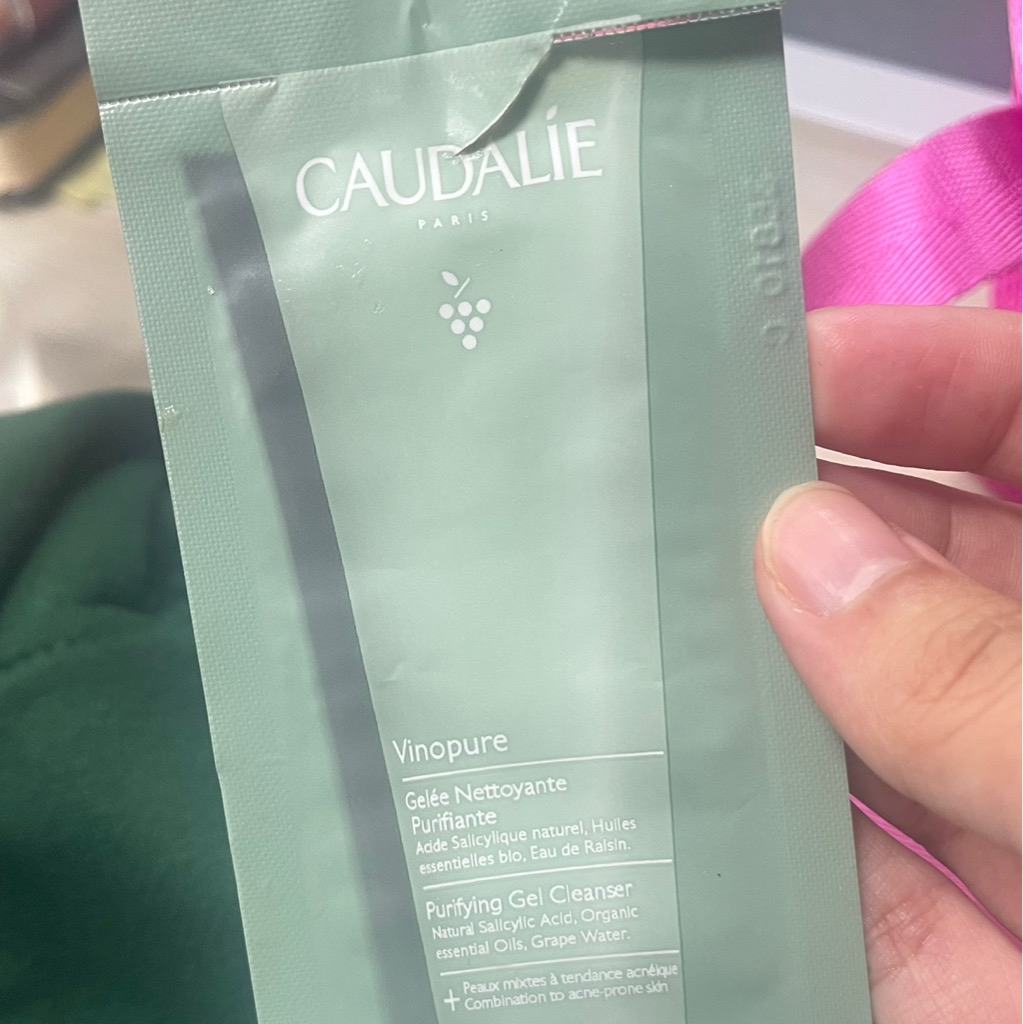 CAUDALÍE
PARIS
Vinopure
Gelée Nettoyante
Purifiante
Acide Salicylique naturel, Huiles
essentielles bio, Eau de Raisin.
Purifying Gel Cleanser
Natural Salicylic Acid, Organic
essential Oils, Grape Water.
+ Peaux mixtes à tendance acnéique
Combination to acne-prone skin